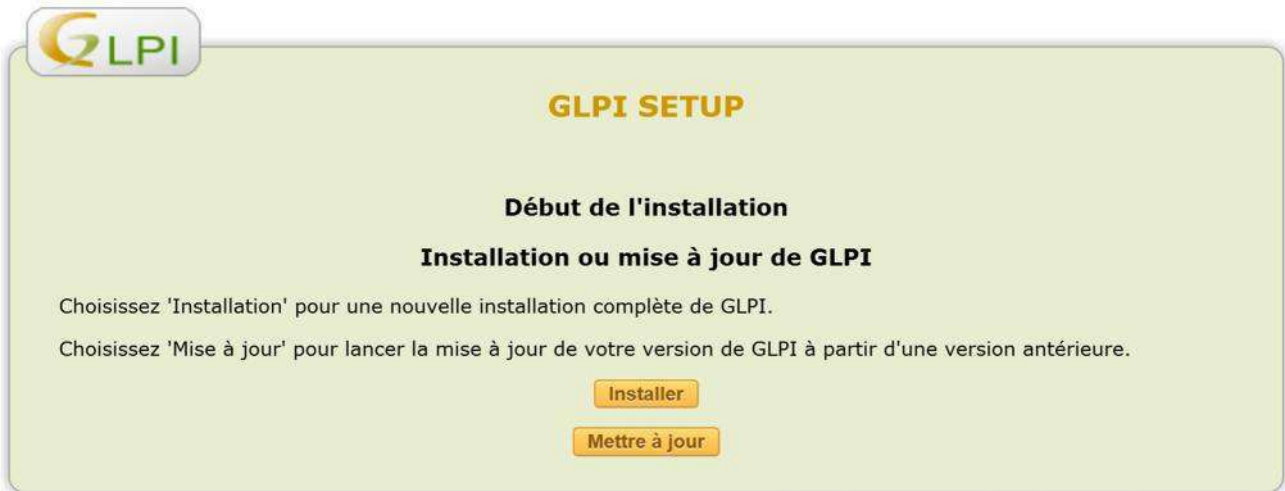 GLPI
GLPI SETUP
Début de l'installation
Installation ou mise à jour de GLPI
Choisissez 'Installation' pour une nouvelle installation complète de GLPI.
Choisissez 'Mise à jour' pour lancer la mise à jour de votre version de GLPI à partir d'une version antérieure.
Installer
Mettre à jour